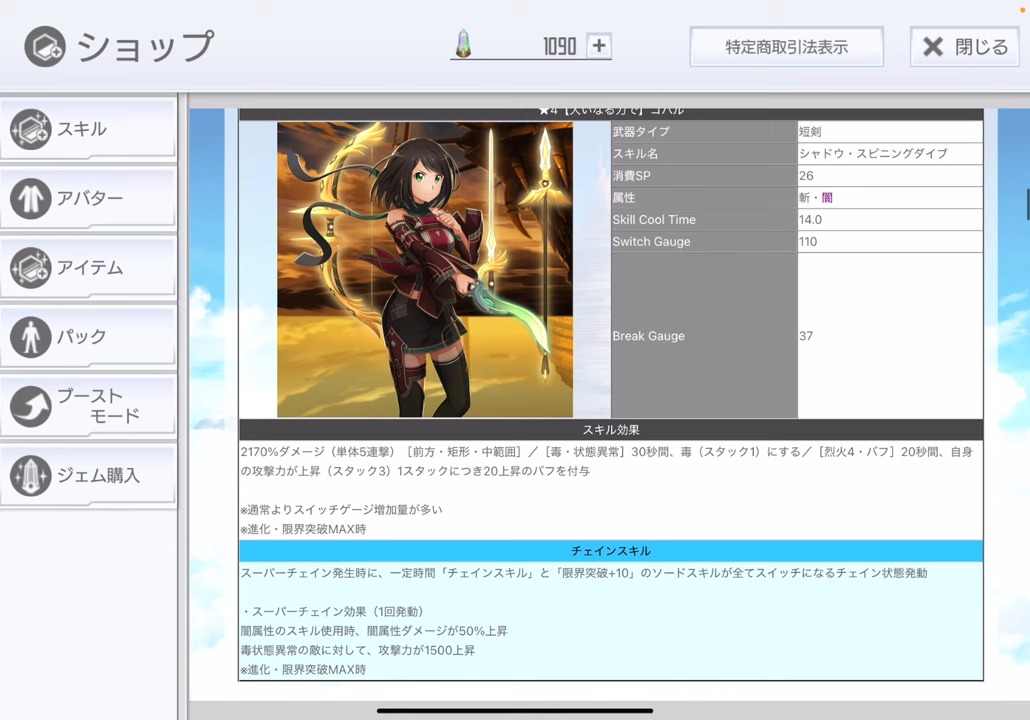 ショップ
1090
特定商取引法表示
閉じる
スキル
アバター
アイテム
パック
ブースト
モード
ジェム購入
★4【大いなる力で】コハル
武器タイプ 短剣
スキル名 シャドウ・スピニングダイブ
消費SP 26
属性 斬・闇
Skill Cool Time 14.0
Switch Gauge 110
Break Gauge 37
スキル効果
2170%ダメージ（単体5連撃）［前方・矩形・中範囲］／［毒・状態異常］30秒間、毒（スタック1）にする／［烈火4・バフ］20秒間、自身
の攻撃力が上昇（スタック3）1スタックにつき20上昇のバフを付与
※通常よりスイッチゲージ増加量が多い
※進化・限界突破MAX時
チェインスキル
スーパーチェイン発生時に、一定時間「チェインスキル」と「限界突破+10」のソードスキルが全てスイッチになるチェイン状態発動
・スーパーチェイン効果（1回発動）
闇属性のスキル使用時、闇属性ダメージが50%上昇
毒状態異常の敵に対して、攻撃力が1500上昇
※進化・限界突破MAX時